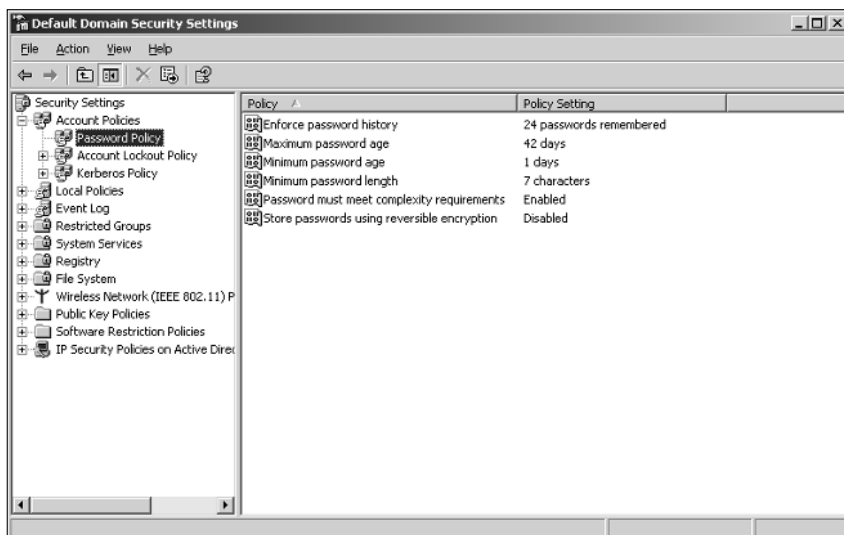 Default Domain Security Settings
File Action View Help
Security Settings
Account Policies
Password Policy
Account Lockout Policy
Kerberos Policy
Local Policies
Event Log
Restricted Groups
System Services
Registry
File System
Wireless Network (IEEE 802.11) P
Public Key Policies
Software Restriction Policies
IP Security Policies on Active Direc
Policy Policy Setting
Enforce password history 24 passwords remembered
Maximum password age 42 days
Minimum password age 1 days
Minimum password length 7 characters
Password must meet complexity requirements Enabled
Store passwords using reversible encryption Disabled